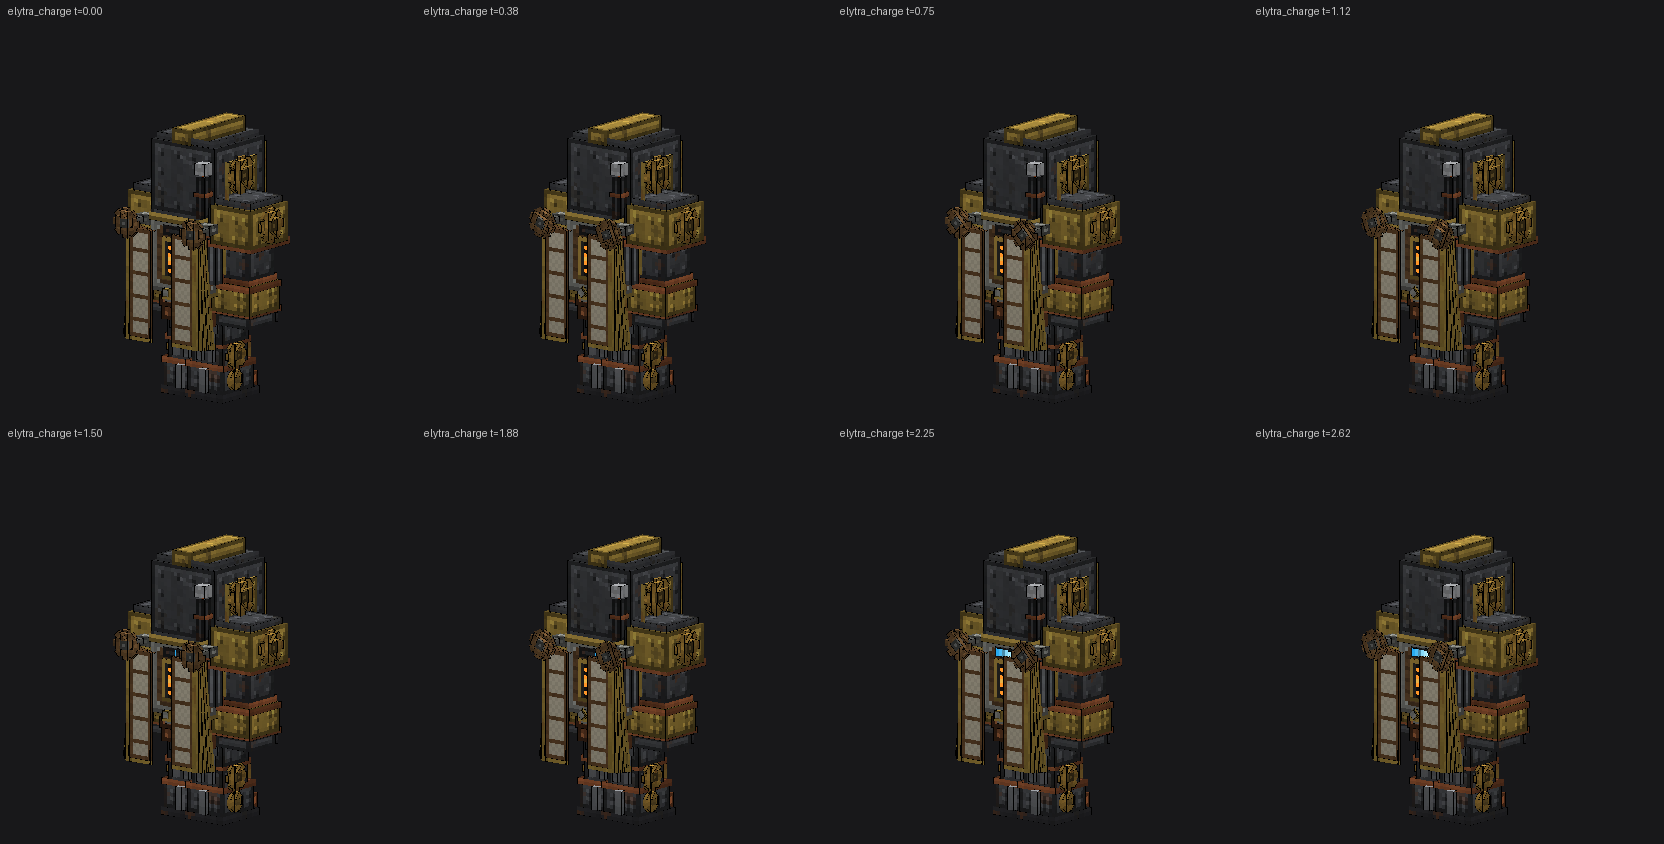 elytra_charge t=0.00
elytra_charge t=0.38
elytra_charge t=0.75
elytra_charge t=1.12
elytra_charge t=1.50
elytra_charge t=1.88
elytra_charge t=2.25
elytra_charge t=2.62